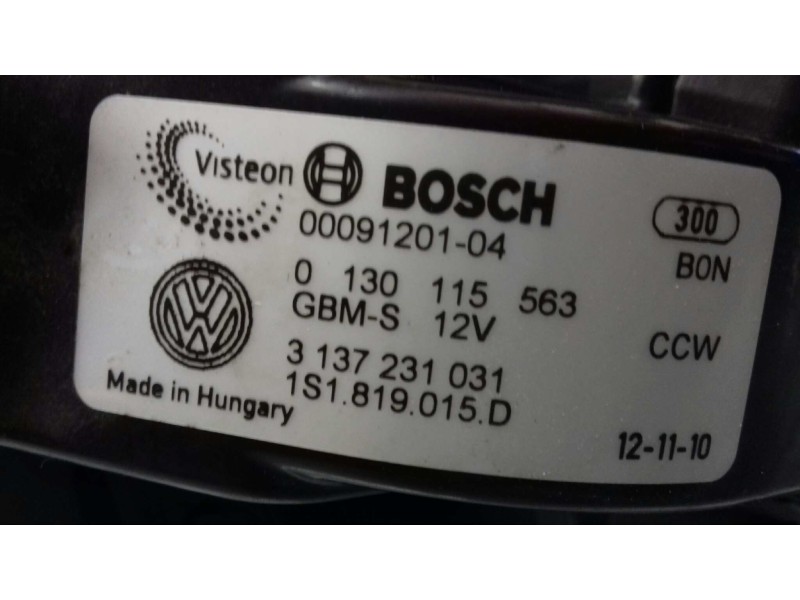 Visteon BOSCH
00091201-04
300
0 130 115 563
B0N
GBM-S 12V
CCW
3 137 231 031
Made in Hungary
1S1.819.015.D
12-11-10